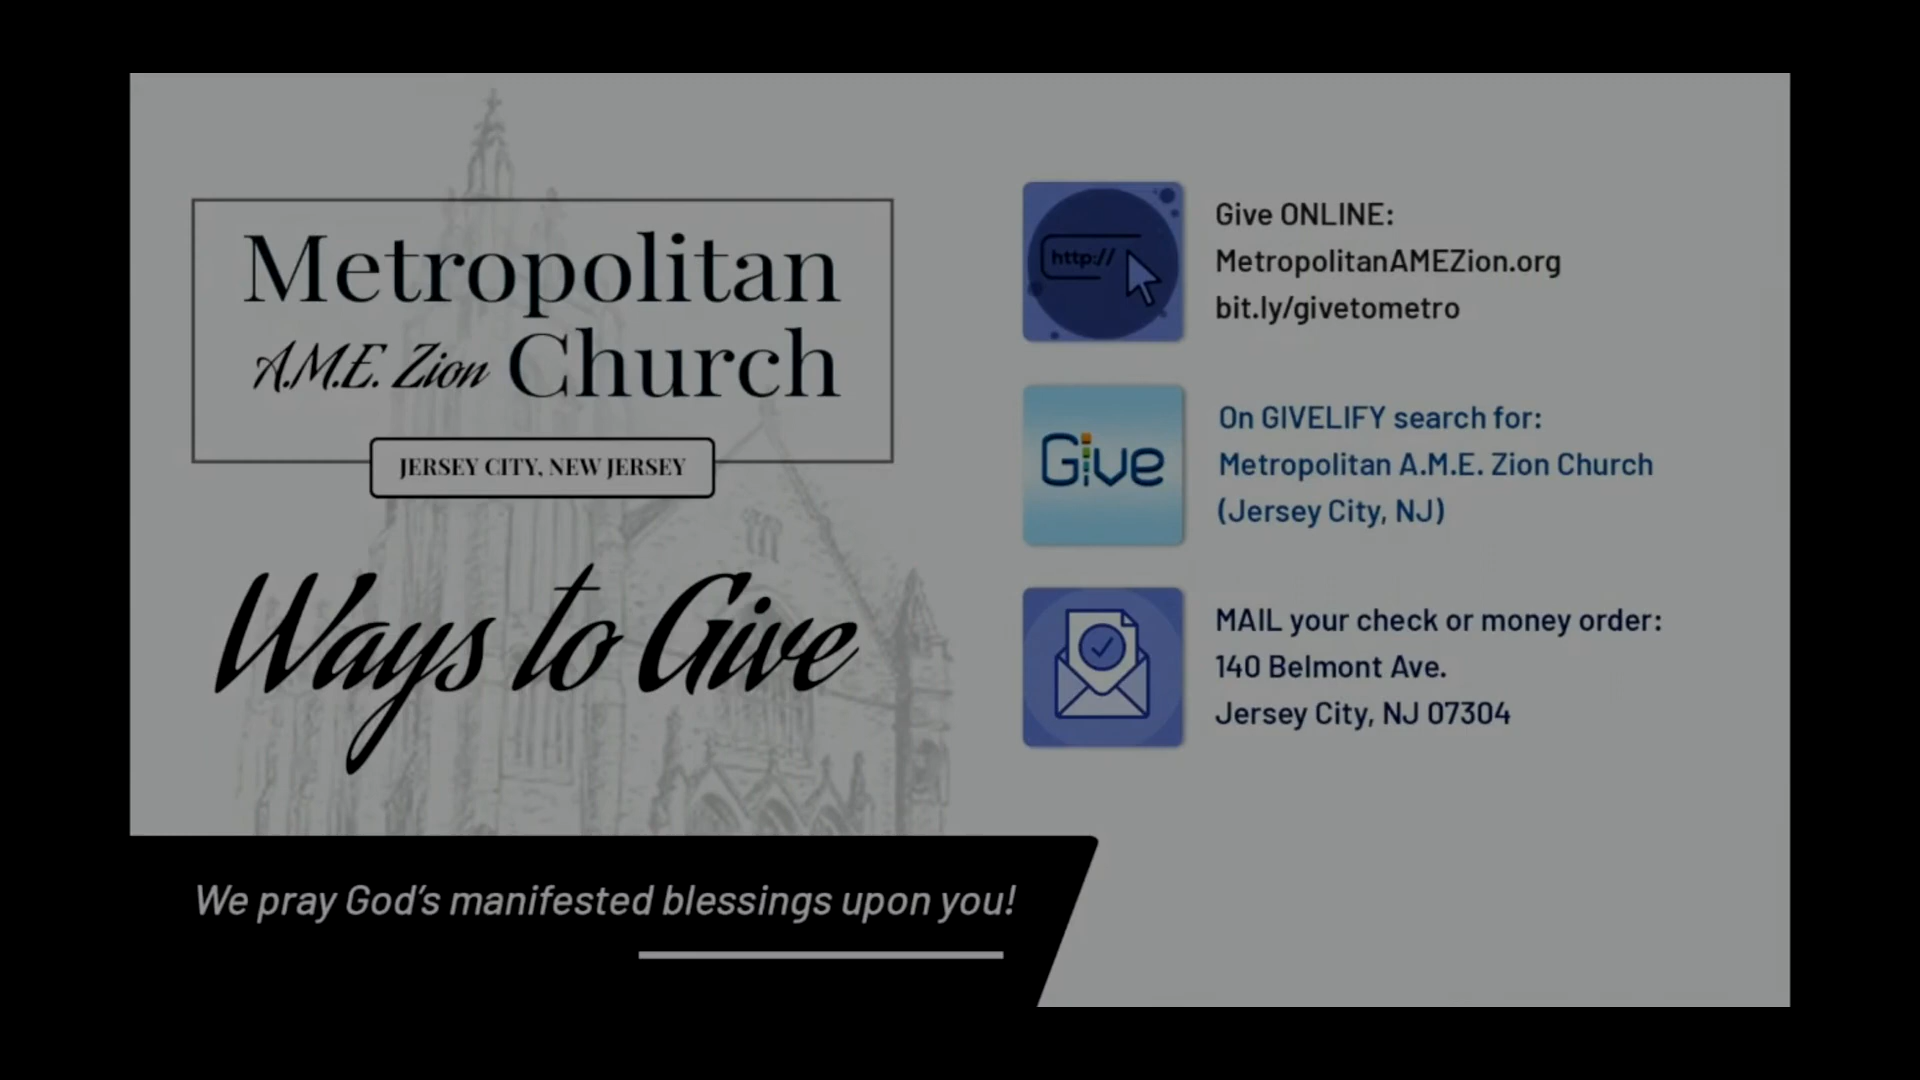 Metropolitan
A.M.E. Zion Church
JERSEY CITY, NEW JERSEY
Ways to Give
http://
Give ONLINE:
MetropolitanAMEZion.org
bit.ly/givetometro
Give
On GIVELIFY search for:
Metropolitan A.M.E. Zion Church
(Jersey City, NJ)
MAIL your check or money order:
140 Belmont Ave.
Jersey City, NJ 07304
We pray God's manifested blessings upon you!